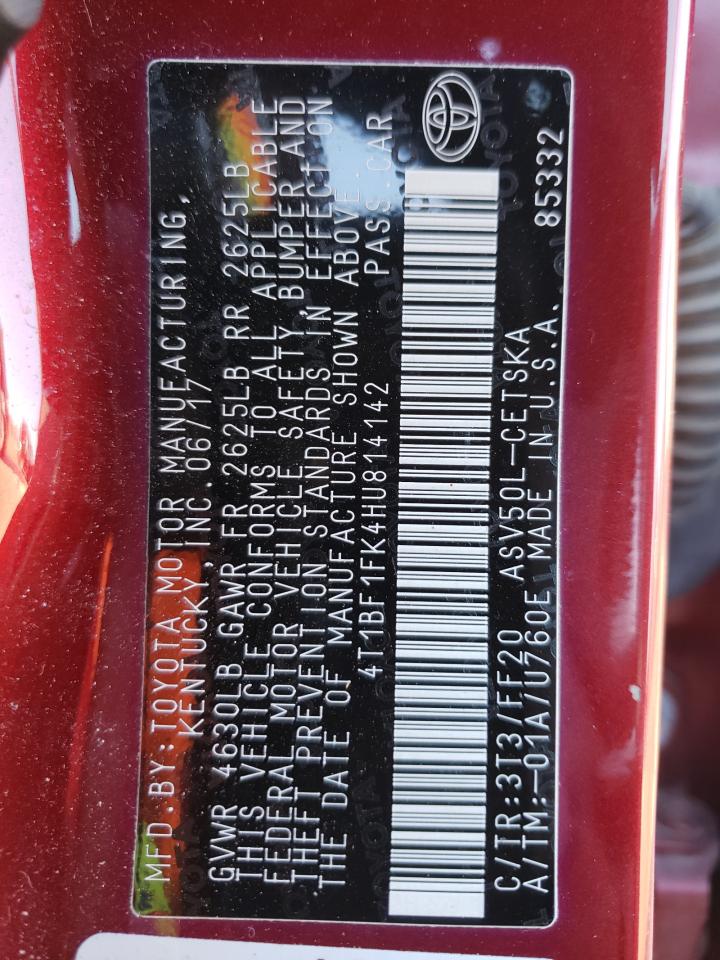 MFD.BY:TOYOTA MOTOR MANUFACTURING,
KENTUCKY, INC.06/17
GVWR 4630LB GAWR FR 2625LB RR 2625LB
THIS VEHICLE CONFORMS TO ALL APPLICABLE
FEDERAL MOTOR VEHICLE SAFETY, BUMPER AND
THEFT PREVENTION STANDARDS IN EFFECT ON
THE DATE OF MANUFACTURE SHOWN ABOVE.
4T1BF1FK4HU814142 PASS.CAR
C/TR:3T3/FF20 ASV50L-CETSKA
A/TM:-01A/U760E MADE IN U.S.A. 85332